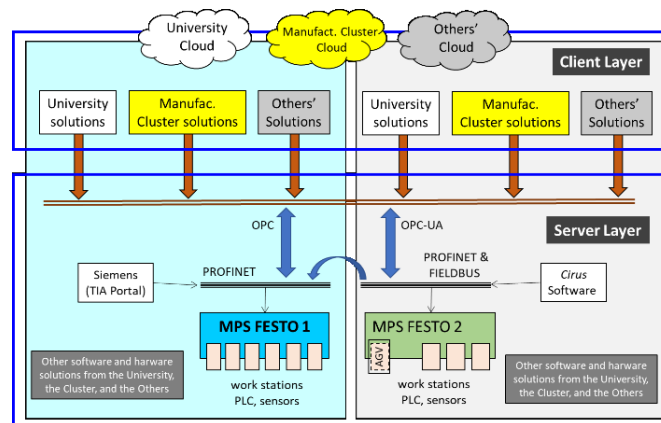 University
Cloud
Manufact. Cluster
Cloud
Others'
Cloud
Client Layer
University
solutions
Manufac.
Cluster solutions
Others'
Solutions
University
solutions
Manufac.
Cluster solutions
Others'
Solutions
OPC
OPC-UA
Server Layer
Siemens
(TIA Portal)
PROFINET
PROFINET &
FIELDBUS
Cirus
Software
MPS FESTO 1
MPS FESTO 2
AGV
work stations
PLC, sensors
work stations
PLC, sensors
Other software and harware
solutions from the University,
the Cluster, and the Others
Other software and harware
solutions from the University,
the Cluster, and the Others